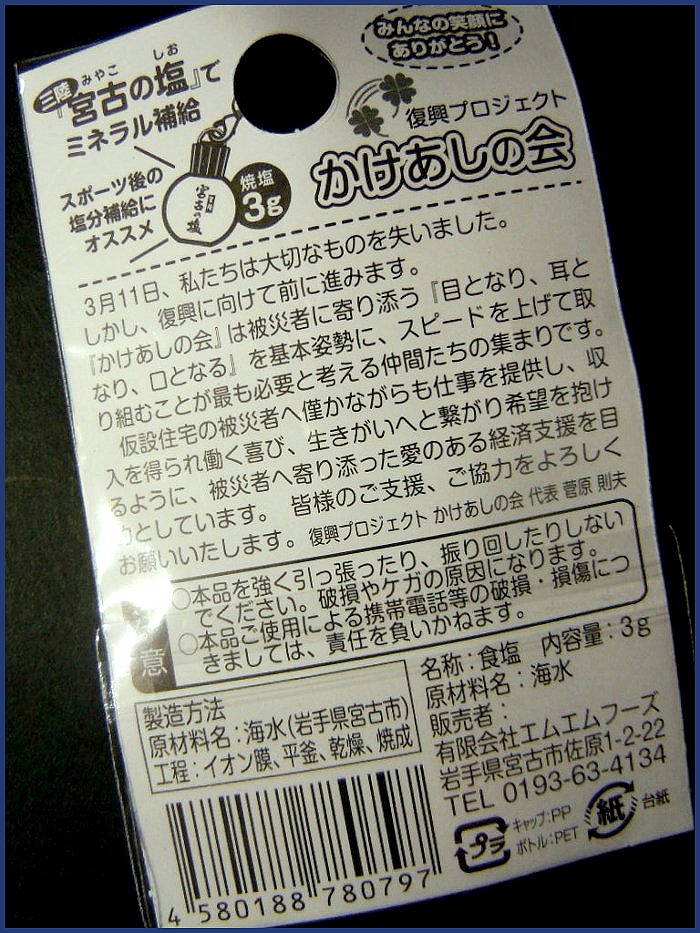 みんなの笑顔に
ありがとう！
三陸『宮古の塩』で
みやこ しお
ミネラル補給
復興プロジェクト
かけあしの会
スポーツ後の
塩分補給に
オススメ
宮古の塩
焼塩
3g
3月11日、私たちは大切なものを失いました。
しかし、復興に向けて前に進みます。
『かけあしの会』は被災者に寄り添う『目となり、耳と
なり、口となる』を基本姿勢に、スピードを上げて取
り組むことが最も必要と考える仲間たちの集まりです。
仮設住宅の被災者へ僅かながらも仕事を提供し、収
入を得られ働く喜び、生きがいへと繋がり希望を抱け
るように、被災者へ寄り添った愛のある経済支援を目
的としています。 皆様のご支援、ご協力をよろしく
お願いいたします。 復興プロジェクト かけあしの会 代表 菅原 則夫
意
○本品を強く引っ張ったり、振り回したりしない
でください。破損やケガの原因になります。
○本品ご使用による携帯電話等の破損・損傷につ
きましては、責任を負いかねます。
製造方法
原材料名：海水(岩手県宮古市)
工程：イオン膜、平釜、乾燥、焼成
名称：食塩 内容量：3g
原材料名：海水
販売者：
有限会社エムエムフーズ
岩手県宮古市佐原1-2-22
TEL 0193-63-4134
プラ
キャップ：PP
ボトル：PET
紙
台紙
4 580188 780797